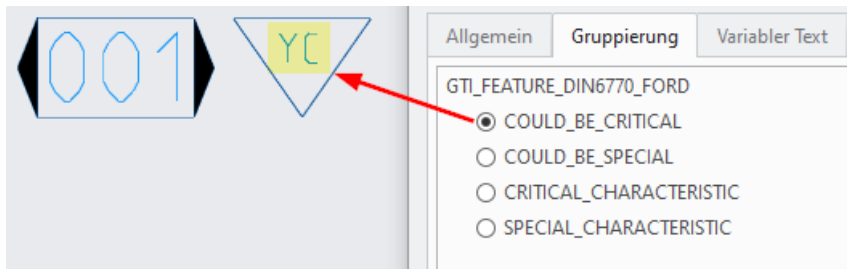 001 YC
Allgemein Gruppierung Variabler Text
GTI_FEATURE_DIN6770_FORD
COULD_BE_CRITICAL
COULD_BE_SPECIAL
CRITICAL_CHARACTERISTIC
SPECIAL_CHARACTERISTIC